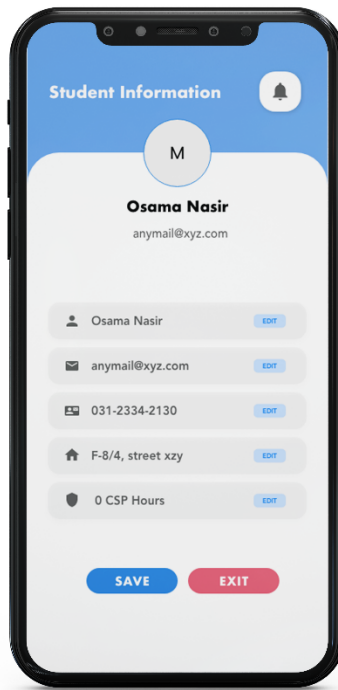 Student Information
M
Osama Nasir
anymail@xyz.com
Osama Nasir EDIT
anymail@xyz.com EDIT
031-2334-2130 EDIT
F-8/4, street xzy EDIT
0 CSP Hours EDIT
SAVE EXIT